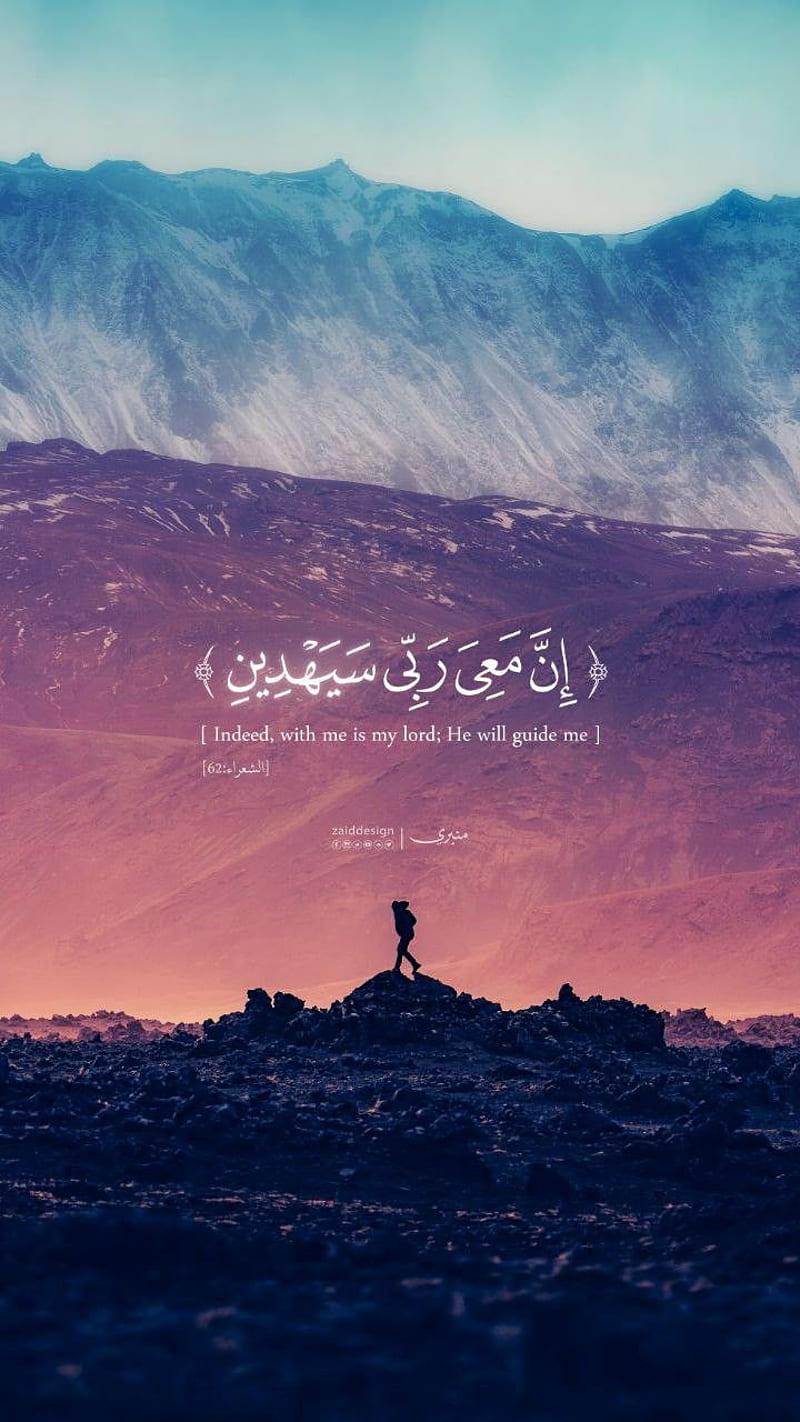 ﴿ إِنَّ مَعِىَ رَبِّى سَيَهْدِينِ ﴾
[ Indeed, with me is my lord; He will guide me ]
[الشعراء:62]
zaiddesign | منبري